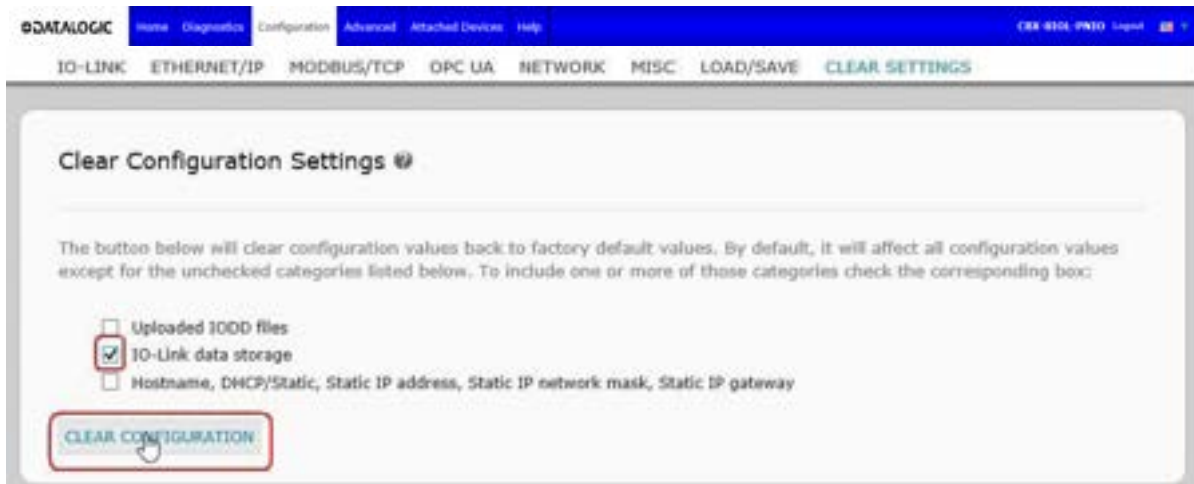 DATALOGIC Home Diagnostics Configuration Advanced Attached Devices Help Logout
IO-LINK ETHERNET/IP MODBUS/TCP OPC UA NETWORK MISC LOAD/SAVE CLEAR SETTINGS
Clear Configuration Settings
The button below will clear configuration values back to factory default values. By default, it will affect all configuration values
except for the unchecked categories listed below. To include one or more of those categories check the corresponding box:
Uploaded IODD files
IO-Link data storage
Hostname, DHCP/Static, Static IP address, Static IP network mask, Static IP gateway
CLEAR CONFIGURATION